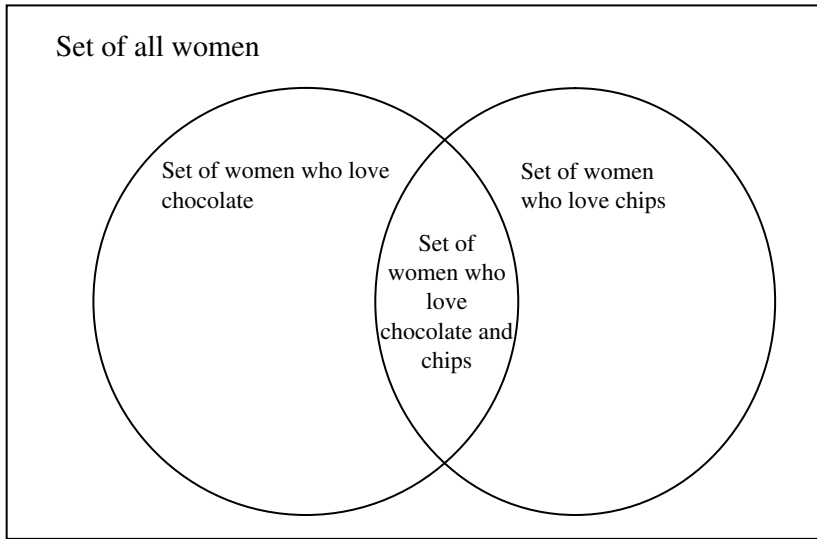 Set of all women
Set of women who love
chocolate
Set of women
who love chips
Set of
women who
love
chocolate and
chips